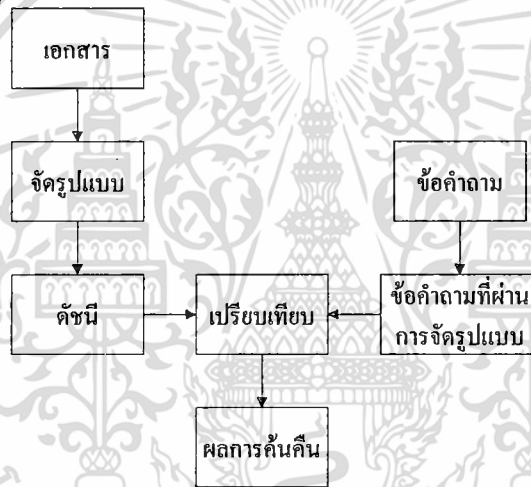 เอกสาร
จัดรูปแบบ
ข้อคำถาม
ดัชนี
เปรียบเทียบ
ข้อคำถามที่ผ่าน
การจัดรูปแบบ
ผลการค้นคืน